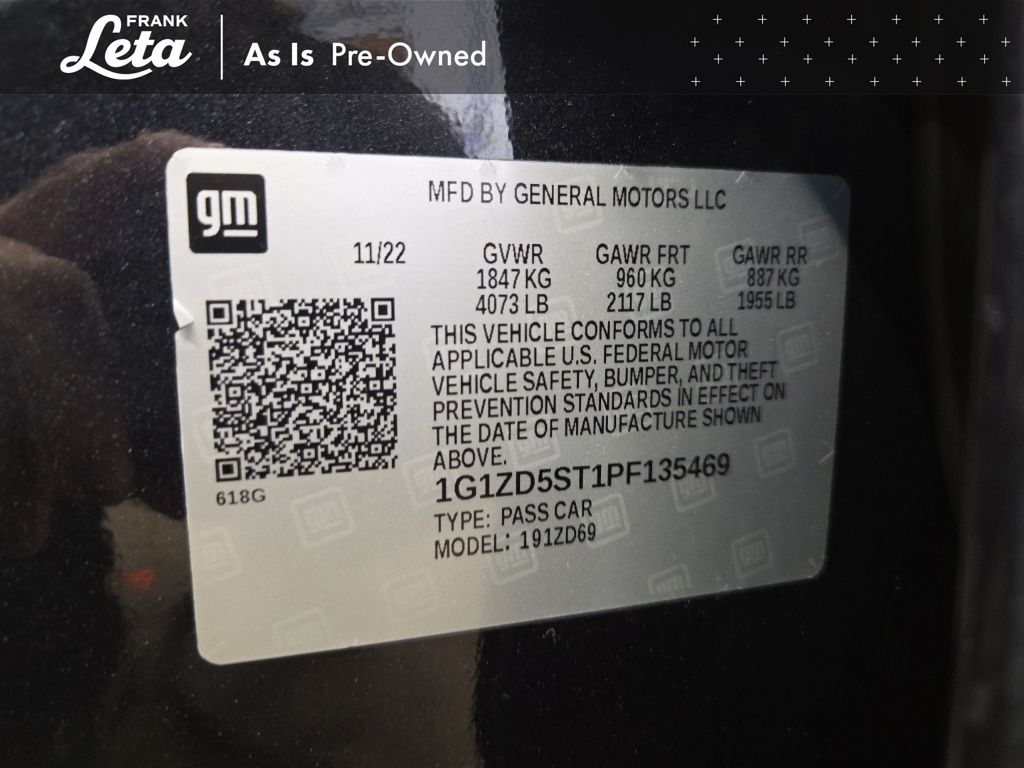 FRANK
Leta
As Is Pre-Owned
gm
MFD BY GENERAL MOTORS LLC
11/22 GVWR GAWR FRT GAWR RR
1847 KG 960 KG 887 KG
4073 LB 2117 LB 1955 LB
THIS VEHICLE CONFORMS TO ALL
APPLICABLE U.S. FEDERAL MOTOR
VEHICLE SAFETY, BUMPER, AND THEFT
PREVENTION STANDARDS IN EFFECT ON
THE DATE OF MANUFACTURE SHOWN
ABOVE.
618G
1G1ZD5ST1PF135469
TYPE: PASS CAR
MODEL: 191ZD69